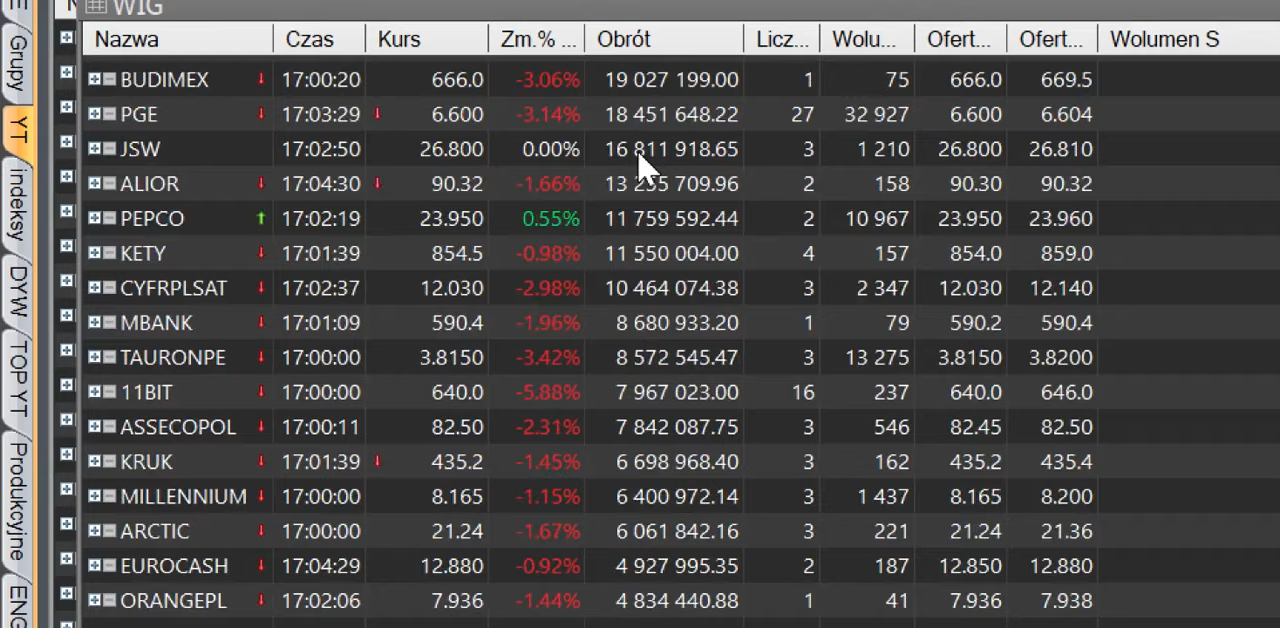 WIG
Nazwa Czas Kurs Zm.% ... Obrót Licz... Wolu... Ofert... Ofert... Wolumen S
BUDIMEX 17:00:20 666.0 -3.06% 19 027 199.00 1 75 666.0 669.5
PGE 17:03:29 6.600 -3.14% 18 451 648.22 27 32 927 6.600 6.604
JSW 17:02:50 26.800 0.00% 16 811 918.65 3 1 210 26.800 26.810
ALIOR 17:04:30 90.32 -1.66% 13 709.96 2 158 90.30 90.32
PEPCO 17:02:19 23.950 0.55% 11 759 592.44 2 10 967 23.950 23.960
KETY 17:01:39 854.5 -0.98% 11 550 004.00 4 157 854.0 859.0
CYFRPLSAT 17:02:37 12.030 -2.98% 10 464 074.38 3 2 347 12.030 12.140
MBANK 17:01:09 590.4 -1.96% 8 680 933.20 1 79 590.2 590.4
TAURONPE 17:00:00 3.8150 -3.42% 8 572 545.47 3 13 275 3.8150 3.8200
11BIT 17:00:00 640.0 -5.88% 7 967 023.00 16 237 640.0 646.0
ASSECOPOL 17:00:11 82.50 -2.31% 7 842 087.75 3 546 82.45 82.50
KRUK 17:01:39 435.2 -1.45% 6 698 968.40 3 162 435.2 435.4
MILLENNIUM 17:00:00 8.165 -1.15% 6 400 972.14 3 1 437 8.165 8.200
ARCTIC 17:00:00 21.24 -1.67% 6 061 842.16 3 221 21.24 21.36
EUROCASH 17:04:29 12.880 -0.92% 4 927 995.35 2 187 12.850 12.880
ORANGEPL 17:02:06 7.936 -1.44% 4 834 440.88 1 41 7.936 7.938
Grupy
YT
indeksy
DYW
TOP YT
Produkcyjne